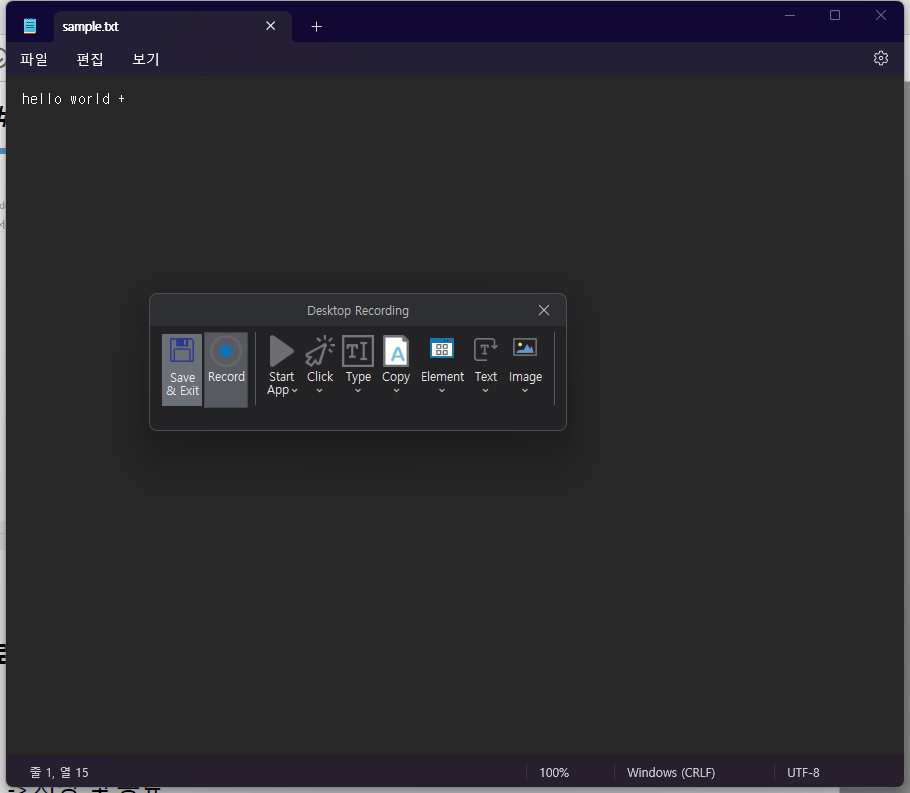 sample.txt
파일 편집 보기
hello world +
Desktop Recording
Save & Exit
Record
Start App
Click
Type
Copy
Element
Text
Image
줄 1, 열 15
100%
Windows (CRLF)
UTF-8